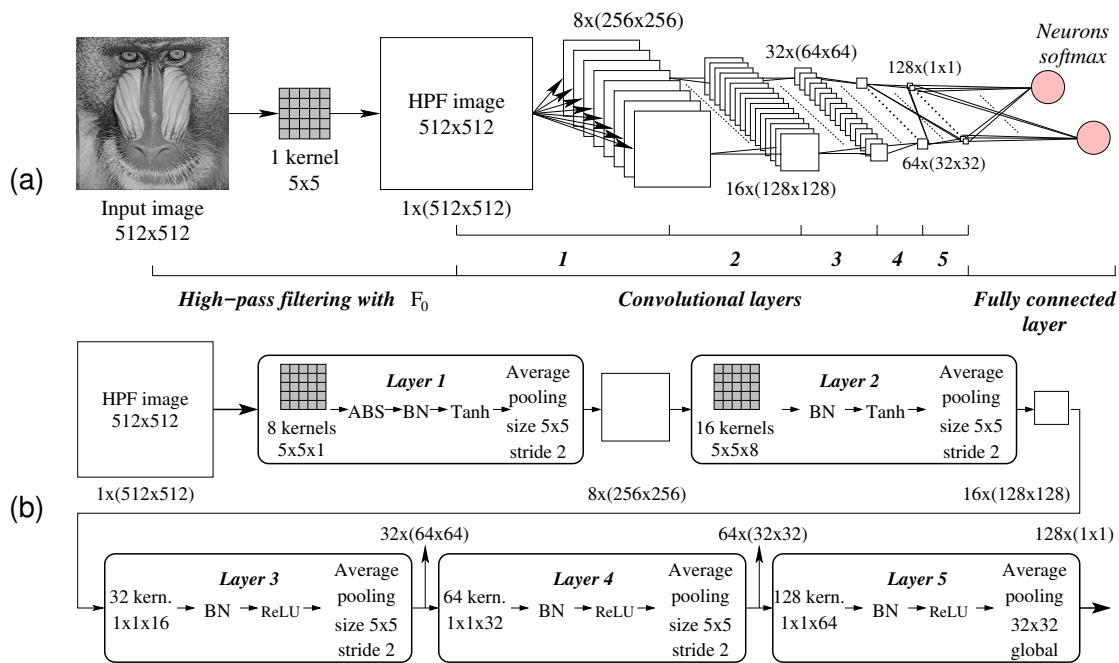 8x(256x256)
Neurons
softmax
32x(64x64)
128x(1x1)
HPF image
512x512
1 kernel
5x5
64x(32x32)
16x(128x128)
(a)
Input image
512x512
1x(512x512)
1
2
3
4
5
High−pass filtering with F0
Convolutional layers
Fully connected
layer
HPF image
512x512
1x(512x512)
Layer 1
8 kernels
5x5x1
ABS
BN
Tanh
Average
pooling
size 5x5
stride 2
8x(256x256)
Layer 2
16 kernels
5x5x8
BN
Tanh
Average
pooling
size 5x5
stride 2
16x(128x128)
(b)
Layer 3
32 kern.
1x1x16
BN
ReLU
Average
pooling
size 5x5
stride 2
32x(64x64)
Layer 4
64 kern.
1x1x32
BN
ReLU
Average
pooling
size 5x5
stride 2
64x(32x32)
Layer 5
128 kern.
1x1x64
BN
ReLU
Average
pooling
32x32
global
128x(1x1)